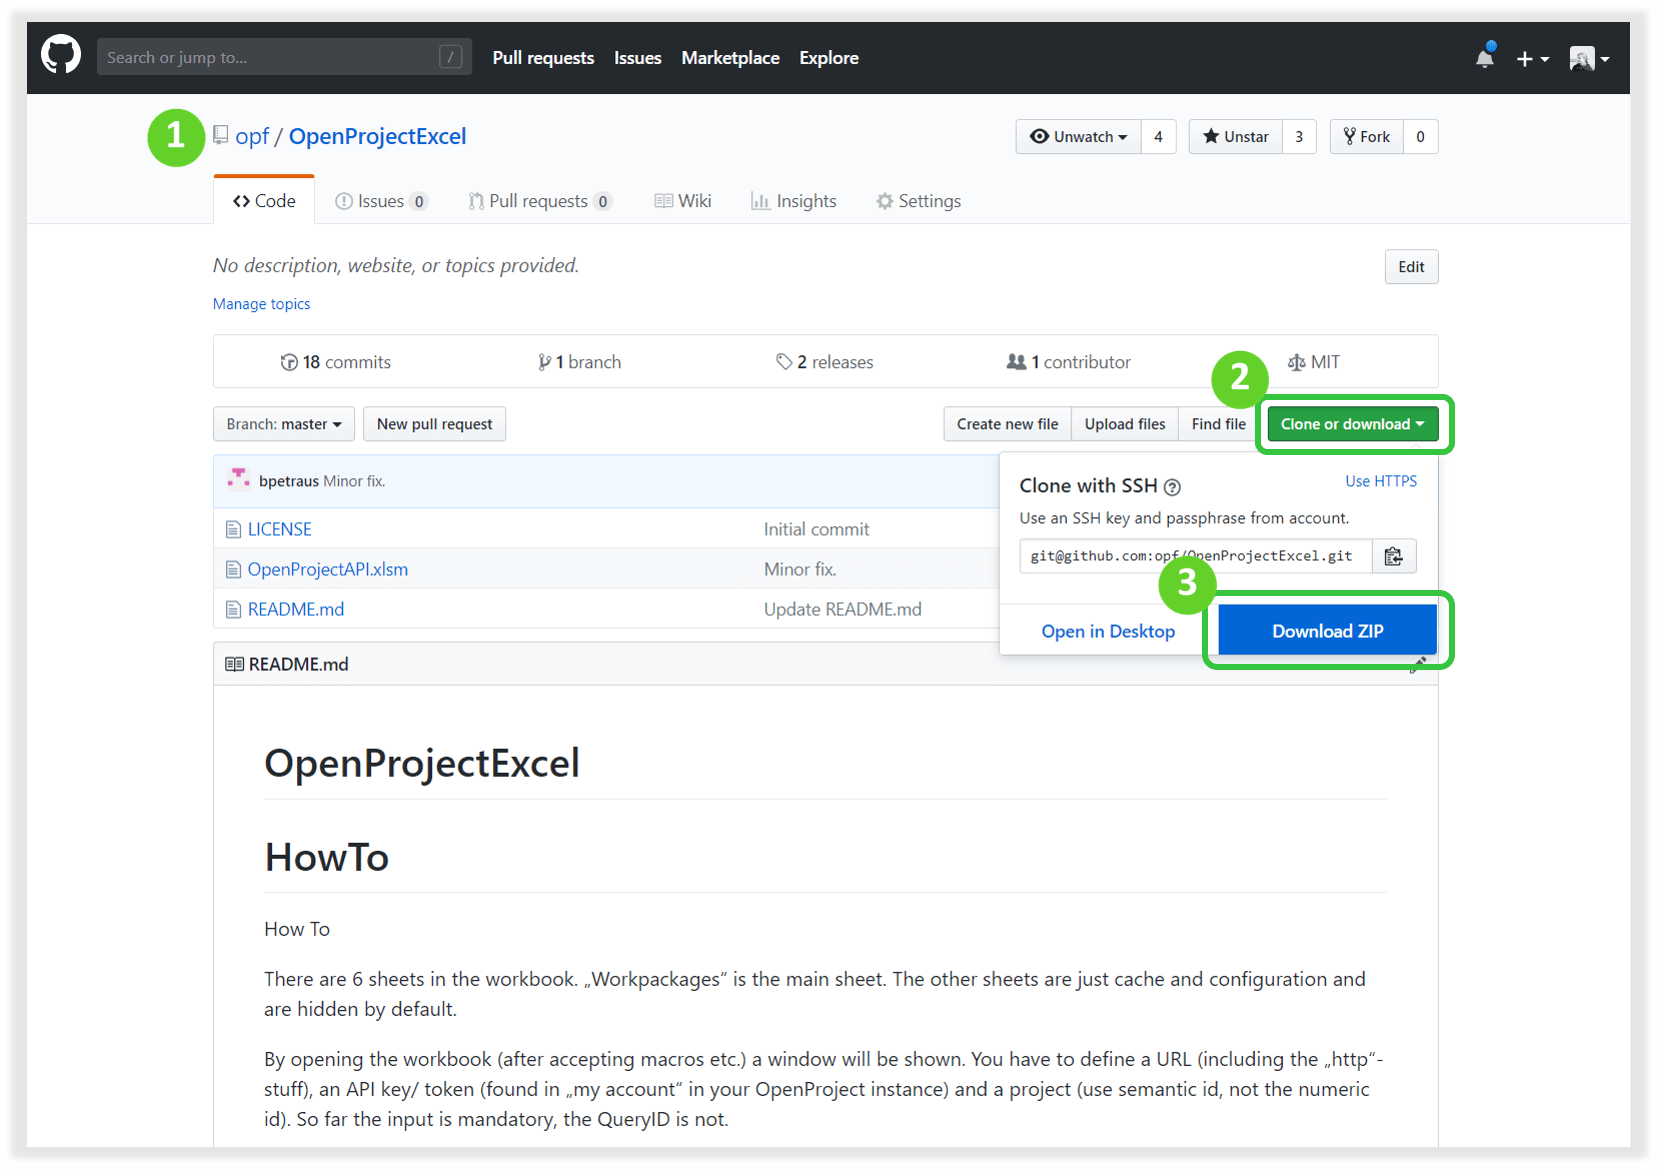 Search or jump to... /
Pull requests Issues Marketplace Explore
1 opf / OpenProjectExcel
Unwatch 4 Unstar 3 Fork 0
Code Issues 0 Pull requests 0 Wiki Insights Settings
No description, website, or topics provided.
Edit
Manage topics
18 commits 1 branch 2 releases 1 contributor MIT
2
Branch: master New pull request Create new file Upload files Find file Clone or download
bpetraus Minor fix.
LICENSE Initial commit
OpenProjectAPI.xlsm Minor fix.
README.md Update README.md
Clone with SSH ?
Use HTTPS
Use an SSH key and passphrase from account.
git@github.com:opf/OpenProjectExcel.git
3
Open in Desktop Download ZIP
README.md
OpenProjectExcel
HowTo
How To
There are 6 sheets in the workbook. „Workpackages“ is the main sheet. The other sheets are just cache and configuration and
are hidden by default.
By opening the workbook (after accepting macros etc.) a window will be shown. You have to define a URL (including the „http“-
stuff), an API key/ token (found in „my account“ in your OpenProject instance) and a project (use semantic id, not the numeric
id). So far the input is mandatory, the QueryID is not.